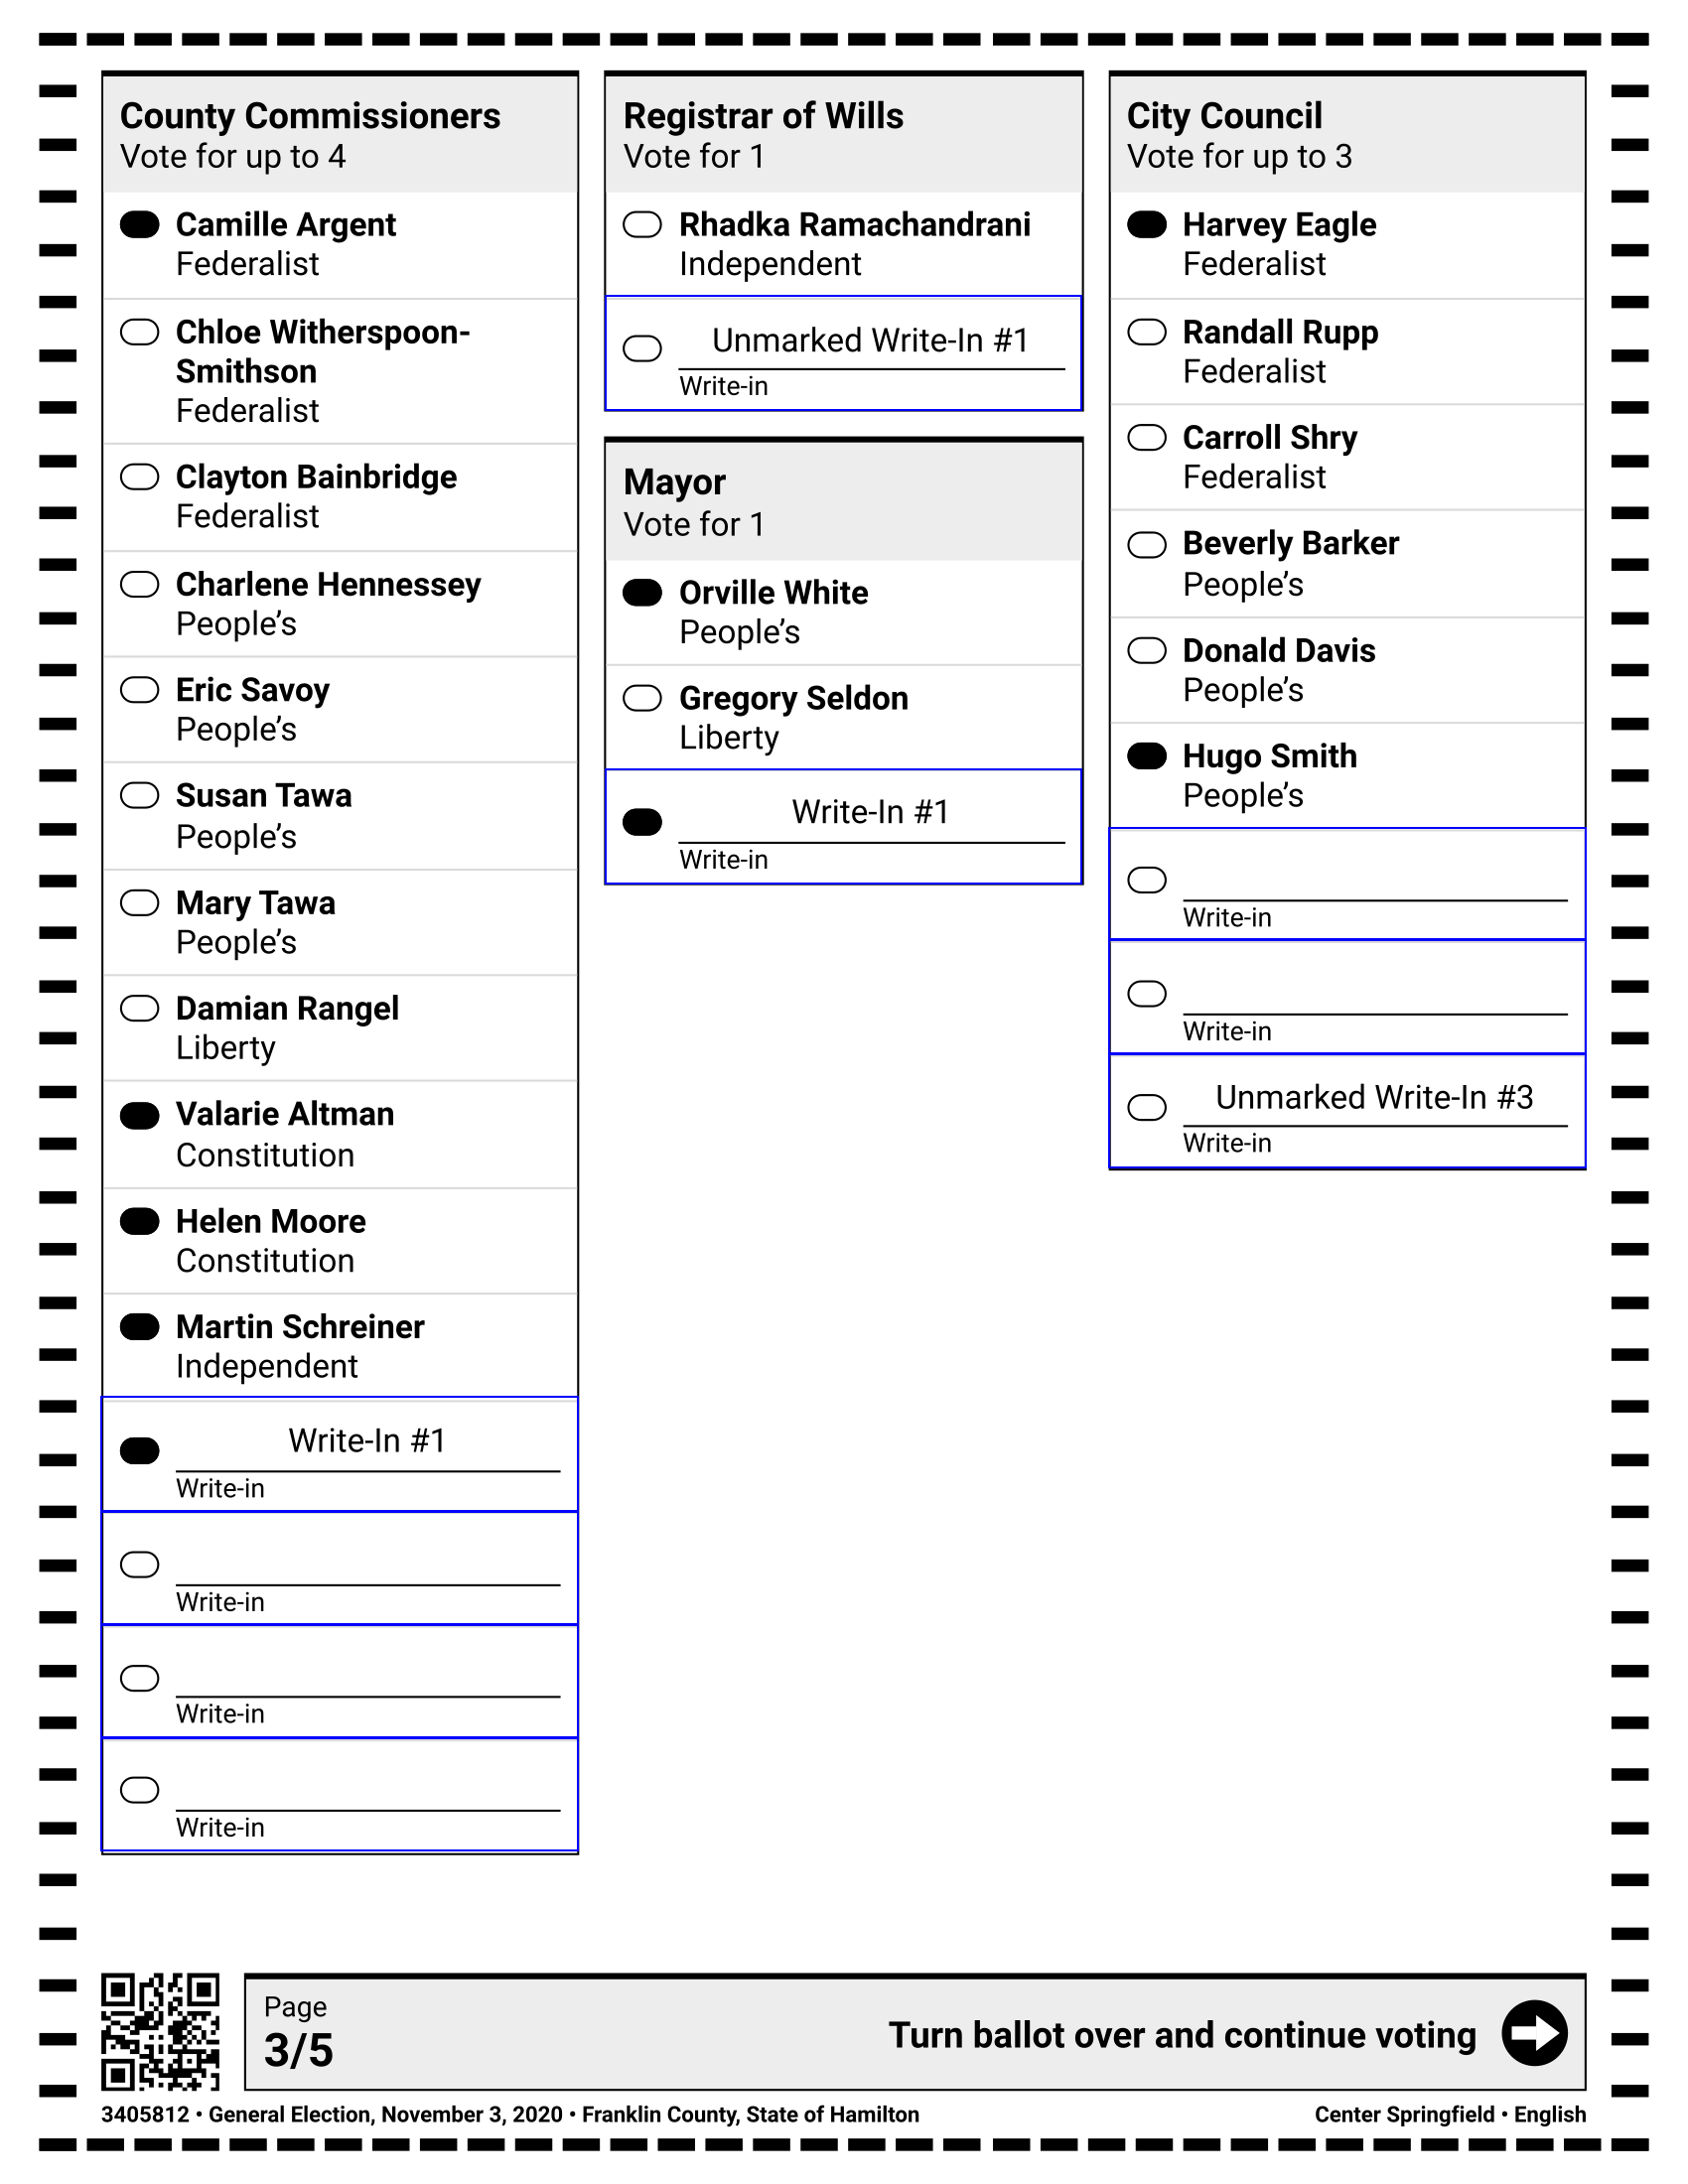 County Commissioners
Vote for up to 4
Camille Argent
Federalist
Chloe Witherspoon-
Smithson
Federalist
Clayton Bainbridge
Federalist
Charlene Hennessey
People’s
Eric Savoy
People’s
Susan Tawa
People’s
Mary Tawa
People’s
Damian Rangel
Liberty
Valarie Altman
Constitution
Helen Moore
Constitution
Martin Schreiner
Independent
Write-In #1
Write-in
Write-in
Write-in
Write-in
Registrar of Wills
Vote for 1
Rhadka Ramachandrani
Independent
Unmarked Write-In #1
Write-in
Mayor
Vote for 1
Orville White
People’s
Gregory Seldon
Liberty
Write-In #1
Write-in
City Council
Vote for up to 3
Harvey Eagle
Federalist
Randall Rupp
Federalist
Carroll Shry
Federalist
Beverly Barker
People’s
Donald Davis
People’s
Hugo Smith
People’s
Write-in
Write-in
Unmarked Write-In #3
Write-in
Page
3/5
Turn ballot over and continue voting
3405812 • General Election, November 3, 2020 • Franklin County, State of Hamilton
Center Springfield • English